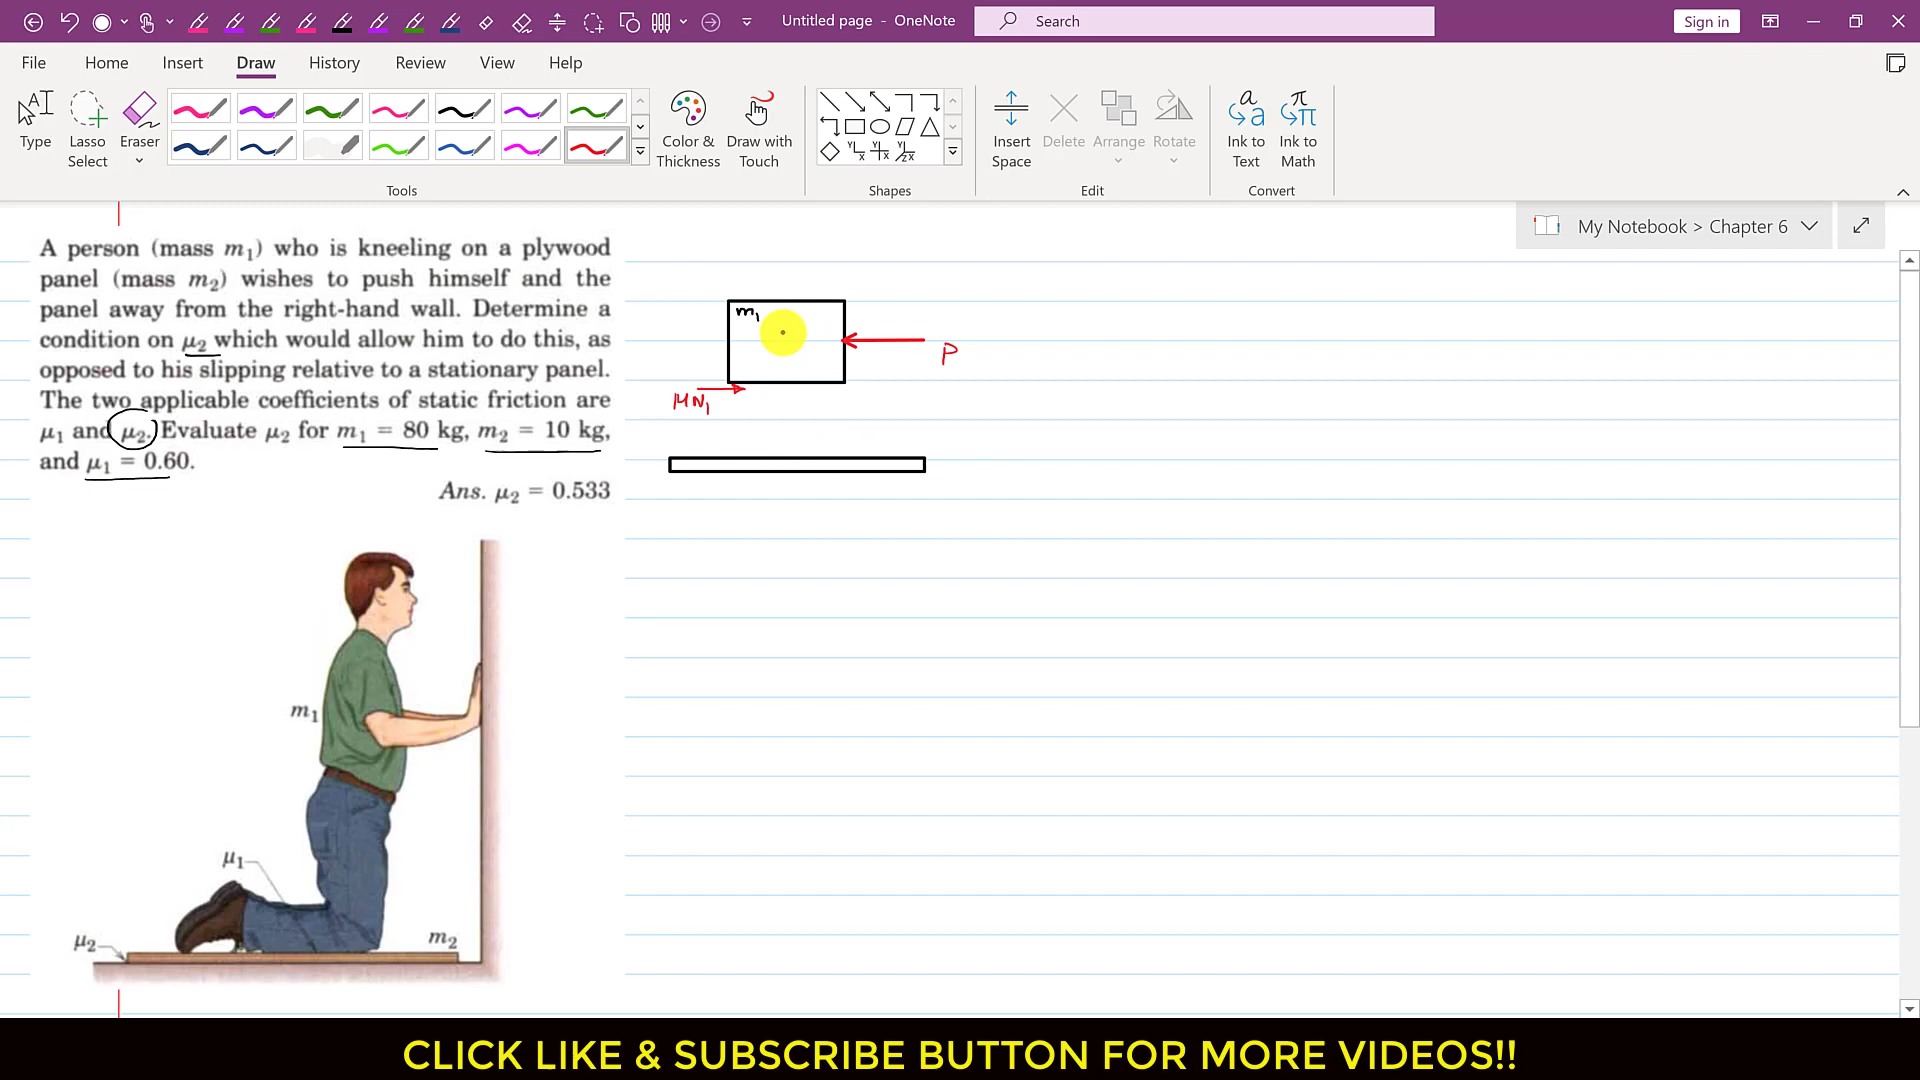 Untitled page - OneNote
Search
Sign in
File Home Insert Draw History Review View Help
Type
Lasso Select
Eraser
Color & Thickness
Draw with Touch
Insert Space
Delete
Arrange
Rotate
Ink to Text
Ink to Math
Tools
Shapes
Edit
Convert
My Notebook > Chapter 6
A person (mass m₁) who is kneeling on a plywood
panel (mass m₂) wishes to push himself and the
panel away from the right-hand wall. Determine a
condition on μ₂ which would allow him to do this, as
opposed to his slipping relative to a stationary panel.
The two applicable coefficients of static friction are
μ₁ and μ₂. Evaluate μ₂ for m₁ = 80 kg, m₂ = 10 kg,
and μ₁ = 0.60.
Ans. μ₂ = 0.533
m₁
P
μN₁
m₁
μ₁
μ₂
m₂
CLICK LIKE & SUBSCRIBE BUTTON FOR MORE VIDEOS!!